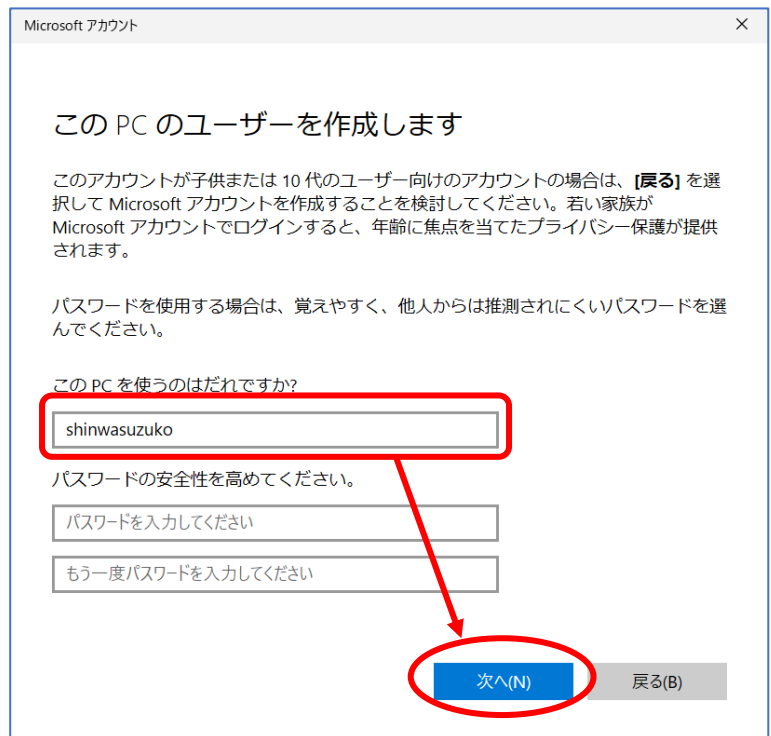 Microsoft アカウント
このPC のユーザーを作成します
このアカウントが子供または 10 代のユーザー向けのアカウントの場合は、[戻る] を選
択して Microsoft アカウントを作成することを検討してください。若い家族が
Microsoft アカウントでログインすると、年齢に焦点を当てたプライバシー保護が提供
されます。
パスワードを使用する場合は、覚えやすく、他人からは推測されにくいパスワードを選
んでください。
この PC を使うのはだれですか?
shinwasuzuko
パスワードの安全性を高めてください。
パスワードを入力してください
もう一度パスワードを入力してください
次へ(N)
戻る(B)